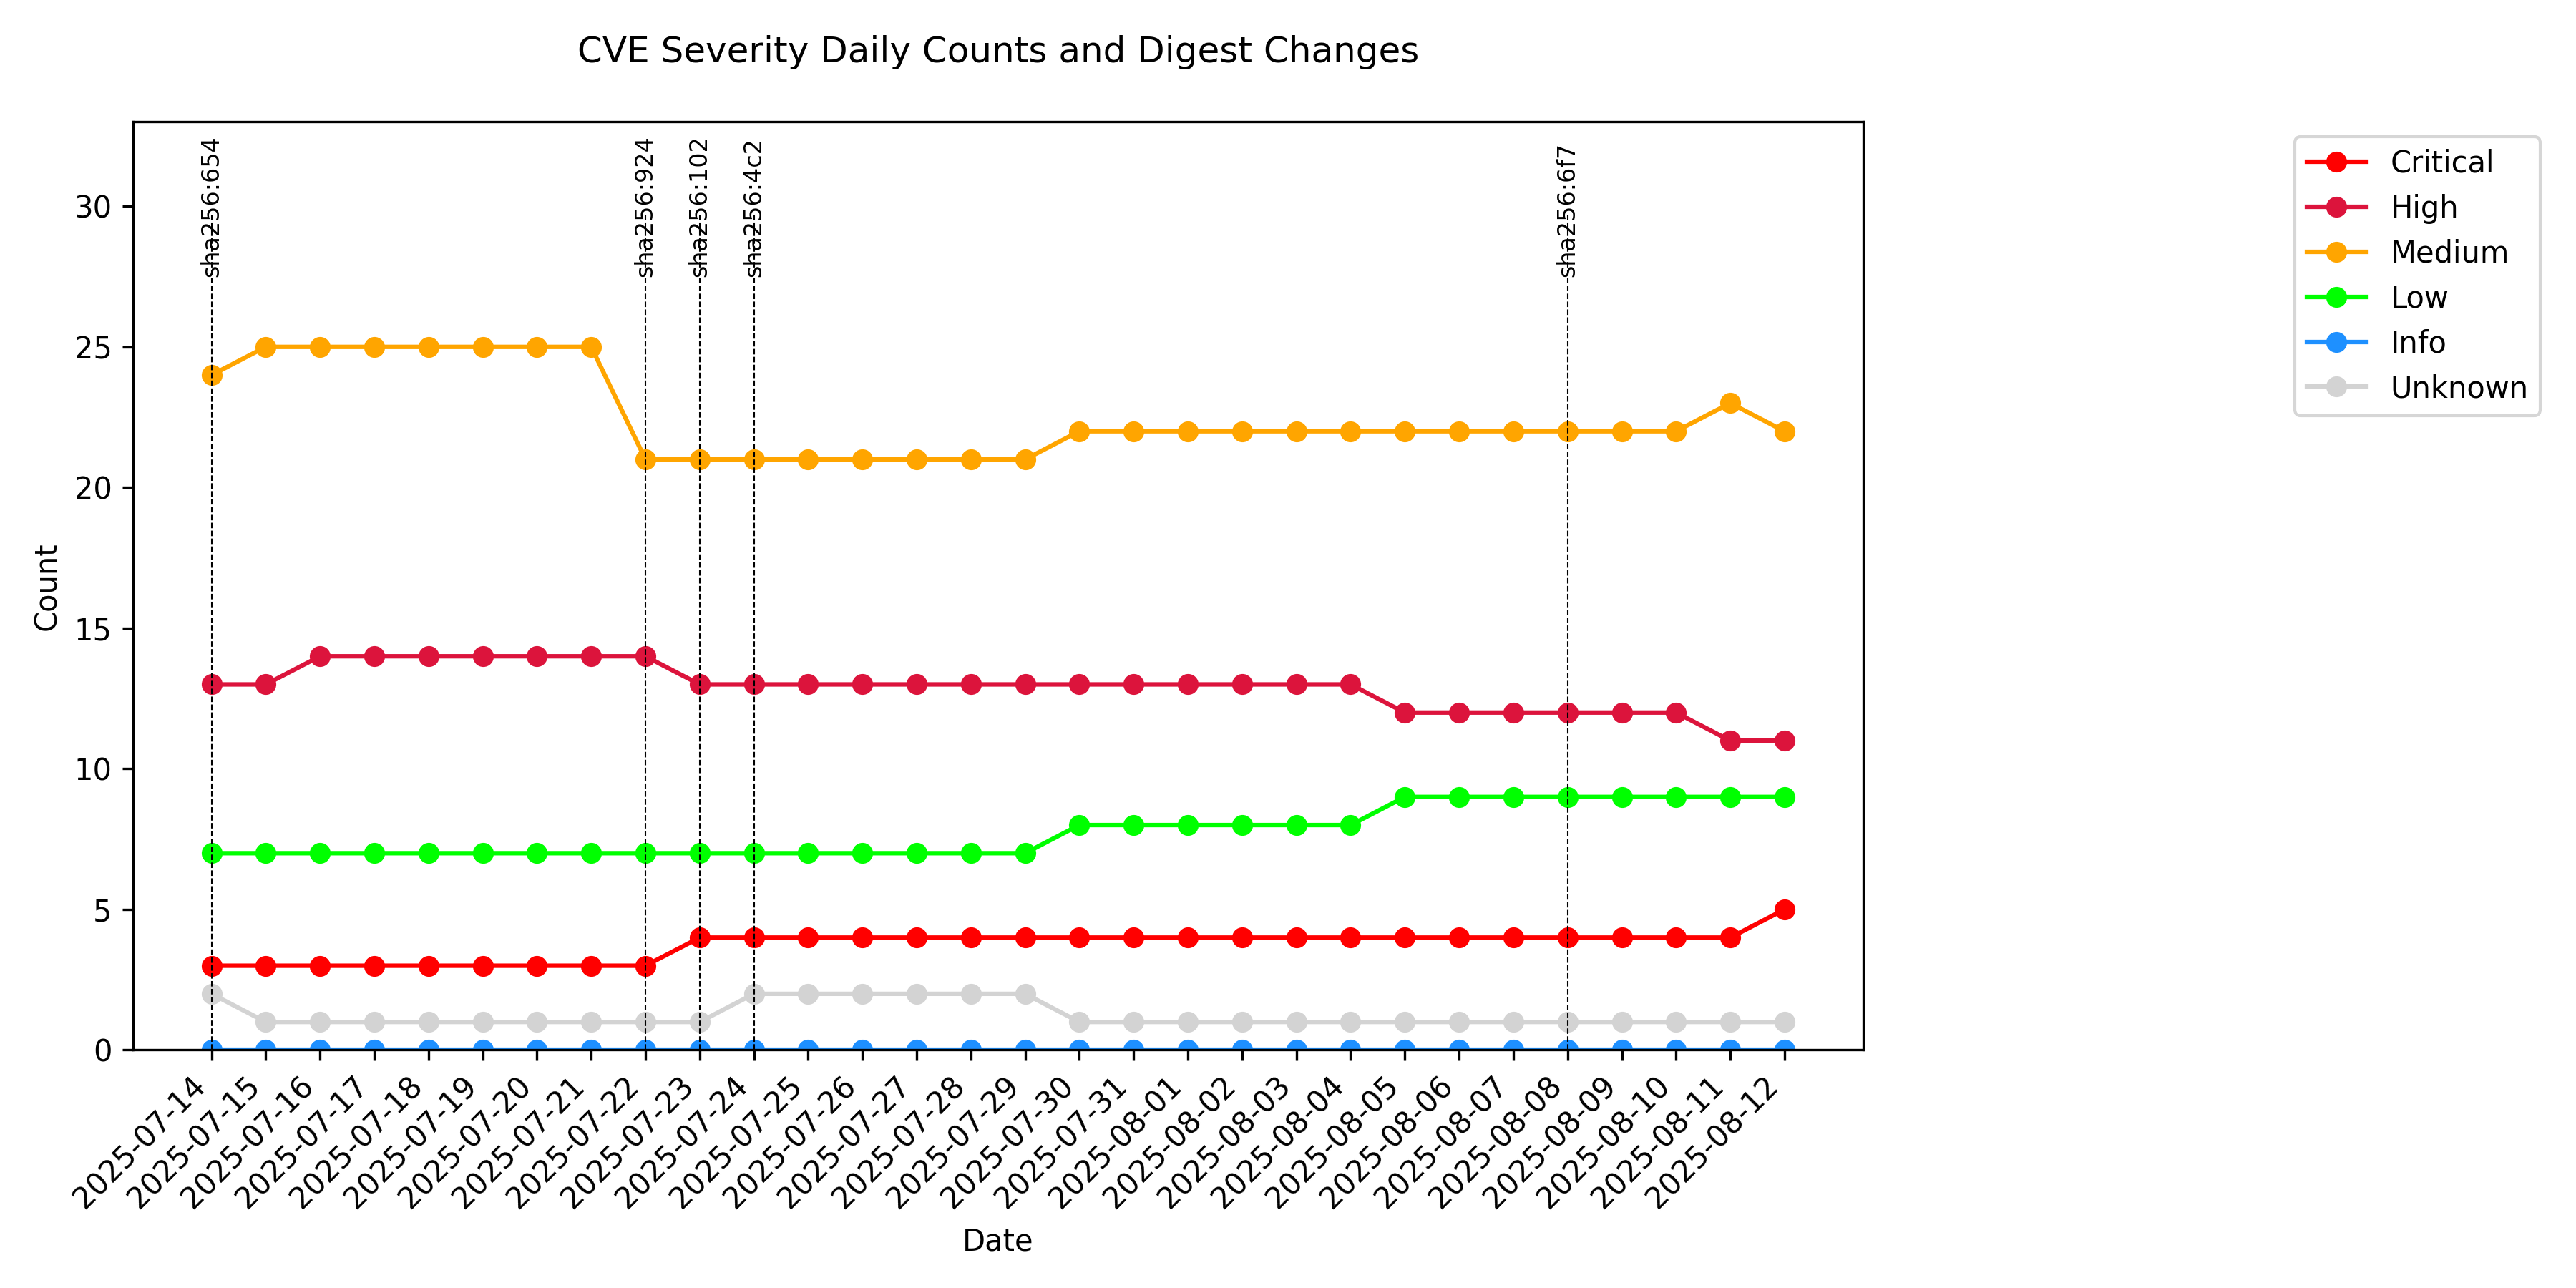 CVE Severity Daily Counts and Digest Changes
sha256:654
sha256:924
sha256:102
sha256:4c2
sha256:6f7
Critical
High
Medium
Low
Info
Unknown
30
25
20
15
10
5
0
Count
2025-07-14
2025-07-15
2025-07-16
2025-07-17
2025-07-18
2025-07-19
2025-07-20
2025-07-21
2025-07-22
2025-07-23
2025-07-24
2025-07-25
2025-07-26
2025-07-27
2025-07-28
2025-07-29
2025-07-30
2025-07-31
2025-08-01
2025-08-02
2025-08-03
2025-08-04
2025-08-05
2025-08-06
2025-08-07
2025-08-08
2025-08-09
2025-08-10
2025-08-11
2025-08-12
Date